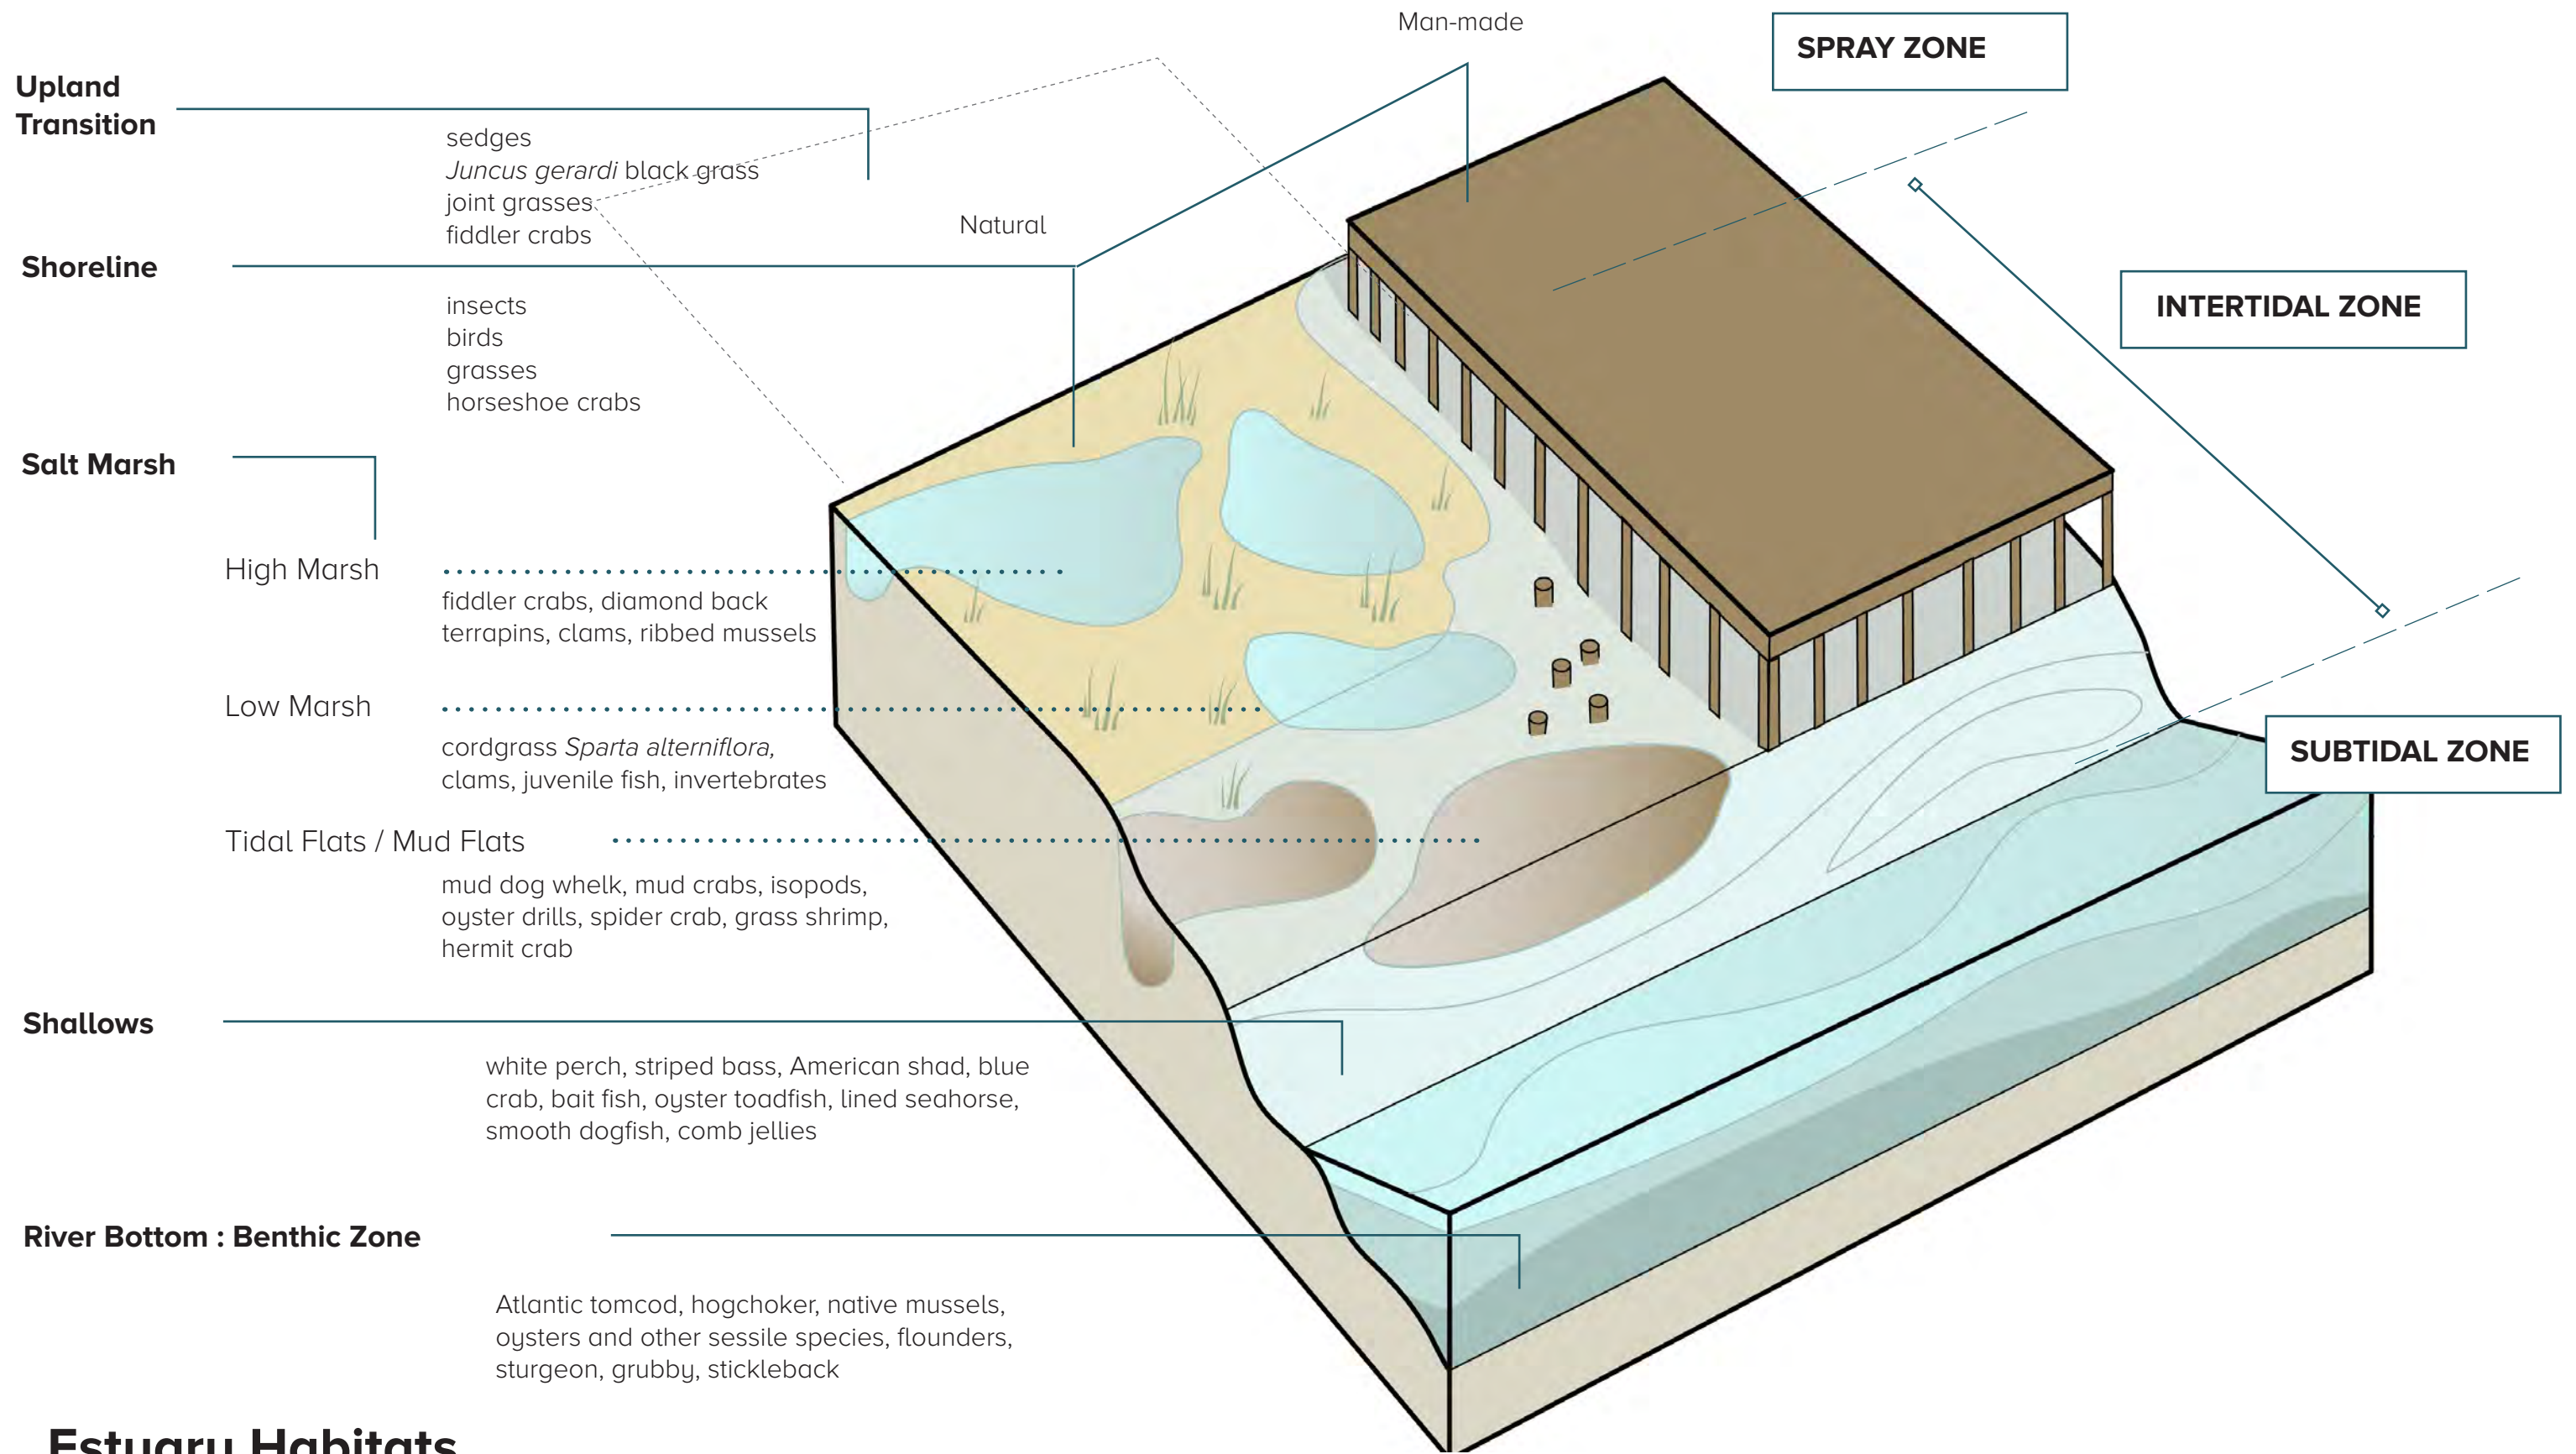 Man-made
SPRAY ZONE
Upland
Transition
sedges
Juncus gerardi black grass
joint grasses
fiddler crabs
Natural
Shoreline
INTERTIDAL ZONE
insects
birds
grasses
horseshoe crabs
Salt Marsh
High Marsh
fiddler crabs, diamond back
terrapins, clams, ribbed mussels
Low Marsh
cordgrass Sparta alterniflora,
clams, juvenile fish, invertebrates
SUBTIDAL ZONE
Tidal Flats / Mud Flats
mud dog whelk, mud crabs, isopods,
oyster drills, spider crab, grass shrimp,
hermit crab
Shallows
white perch, striped bass, American shad, blue
crab, bait fish, oyster toadfish, lined seahorse,
smooth dogfish, comb jellies
River Bottom : Benthic Zone
Atlantic tomcod, hogchoker, native mussels,
oysters and other sessile species, flounders,
sturgeon, grubby, stickleback
Estuary Habitats